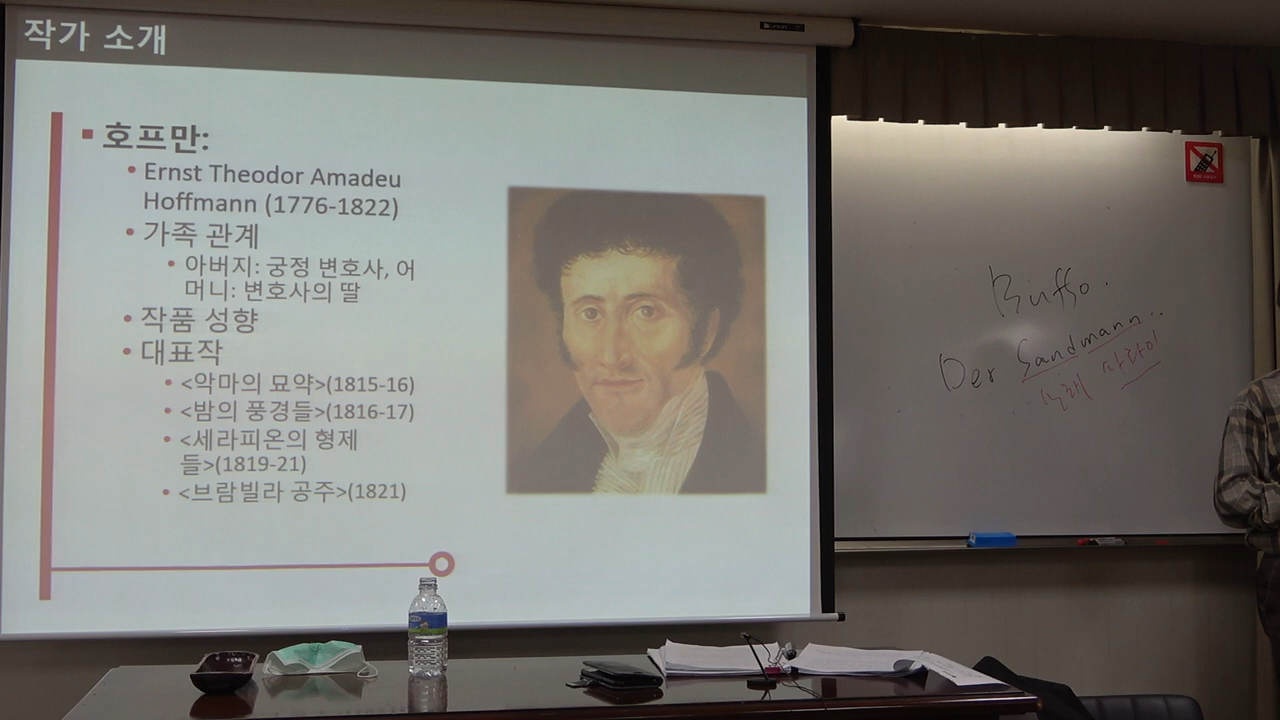 작가 소개
호프만:
Ernst Theodor Amadeu
Hoffmann (1776-1822)
가족 관계
아버지: 궁정 변호사, 어
머니: 변호사의 딸
작품 성향
대표작
<악마의 묘약>(1815-16)
<밤의 풍경들>(1816-17)
<세라피온의 형제
들>(1819-21)
<브람빌라 공주>(1821)
Buffo.
Der Sandmann..